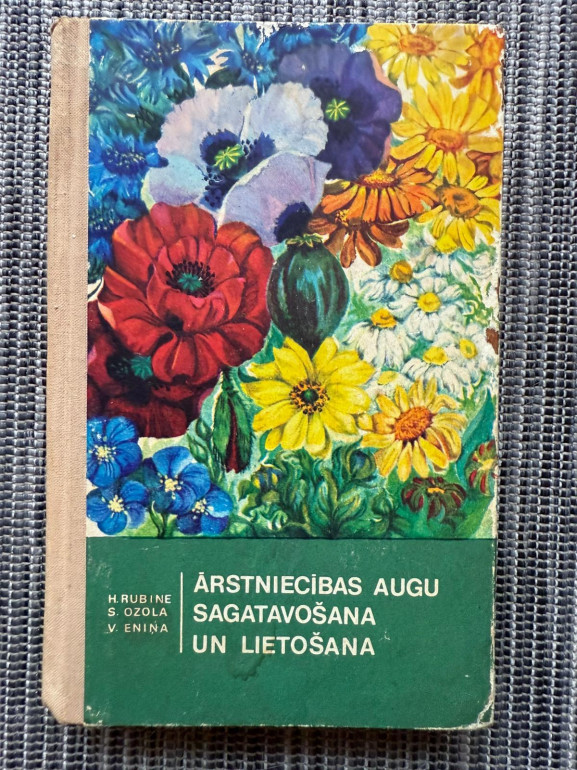 H. RUBINE
S. OZOLA
V. ENIŅA
ĀRSTNIECĪBAS AUGU
SAGATAVOŠANA
UN LIETOŠANA